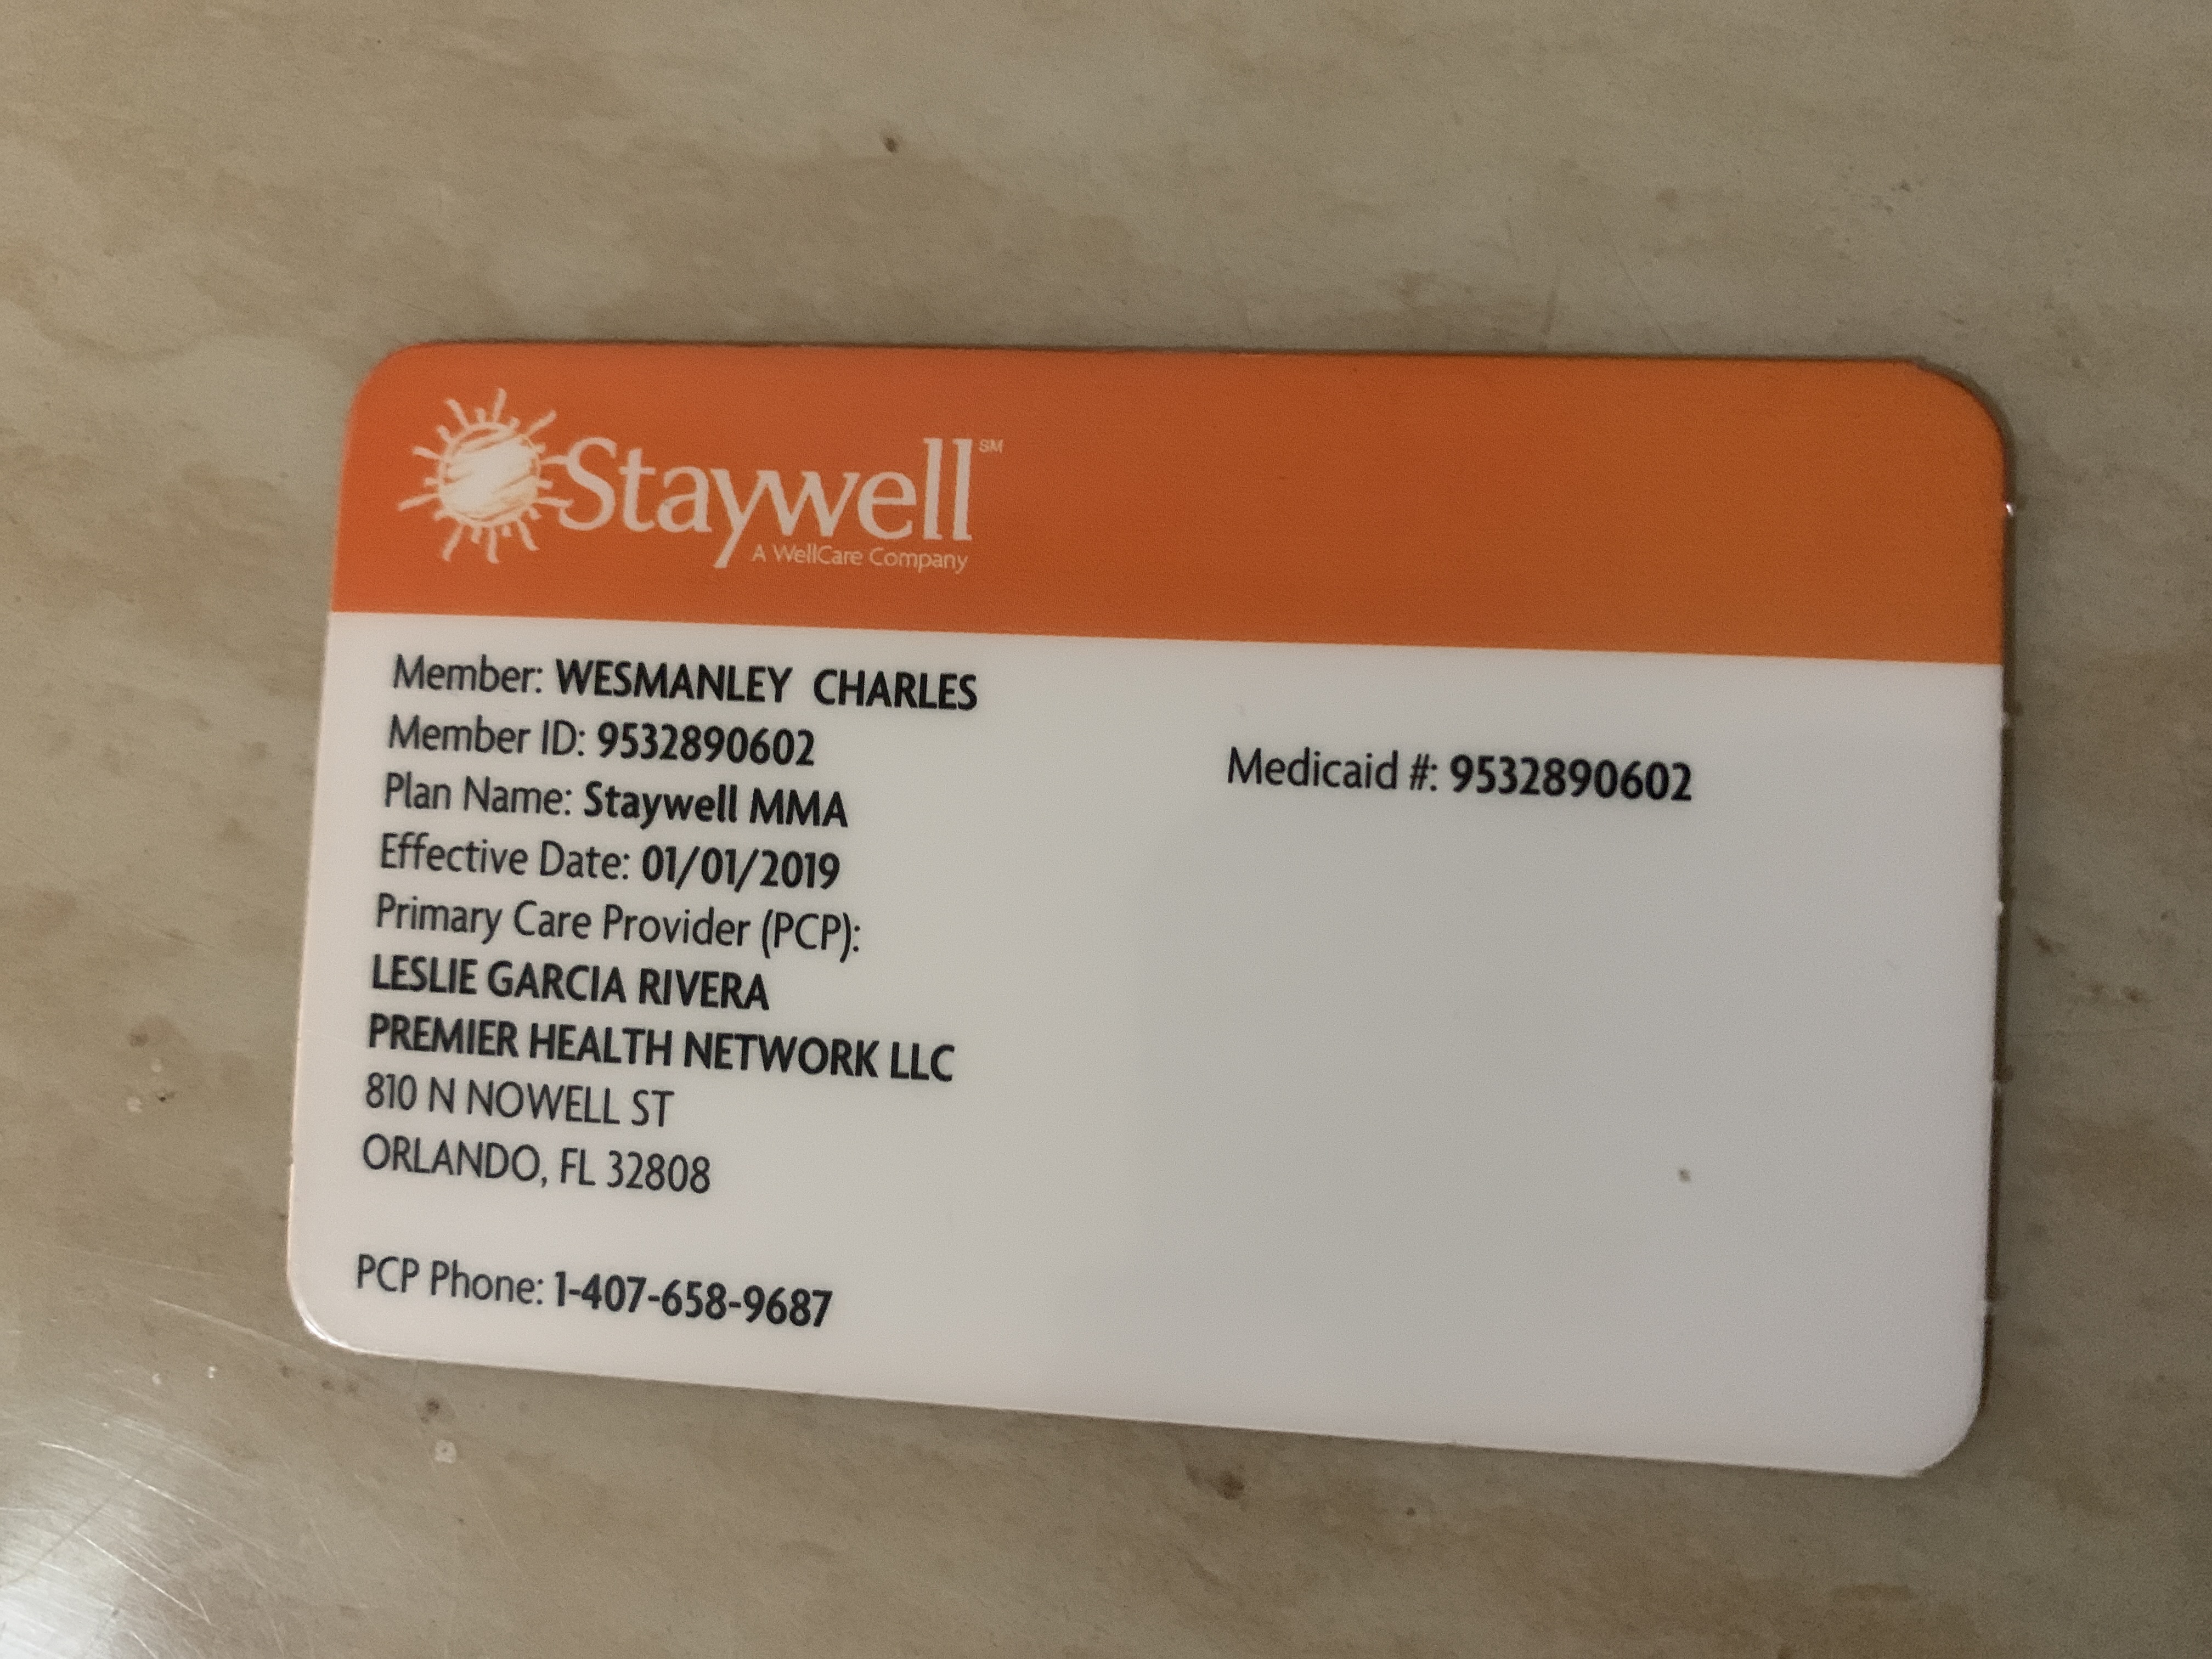 Staywell SM
A WellCare Company
Member: WESMANLEY CHARLES
Member ID: 9532890602
Medicaid #: 9532890602
Plan Name: Staywell MMA
Effective Date: 01/01/2019
Primary Care Provider (PCP):
LESLIE GARCIA RIVERA
PREMIER HEALTH NETWORK LLC
810 N NOWELL ST
ORLANDO, FL 32808
PCP Phone: 1-407-658-9687